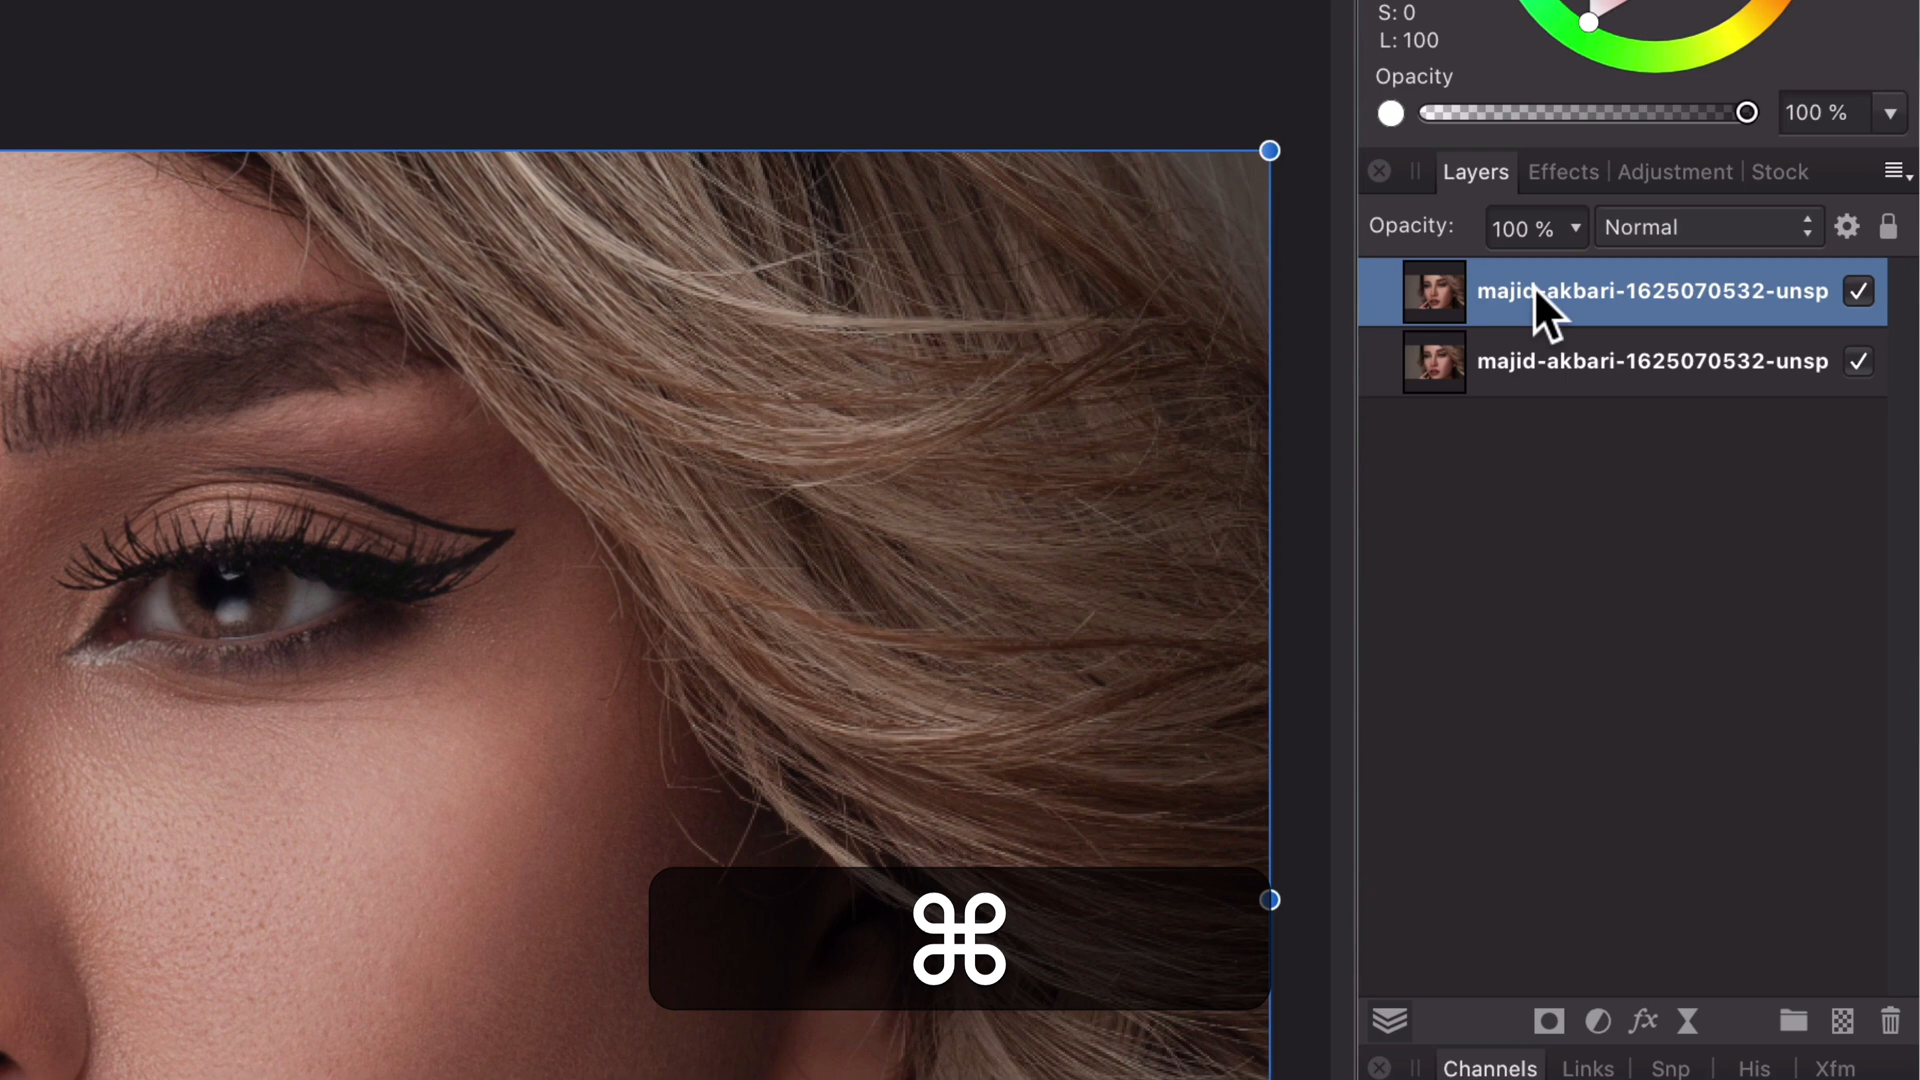 S: 0
L: 100
Opacity
100 %
Layers Effects Adjustment Stock
Opacity: 100 % Normal
majid-akbari-1625070532-unsp
majid-akbari-1625070532-unsp
⌘
fx
Channels Links Snp His Xfm